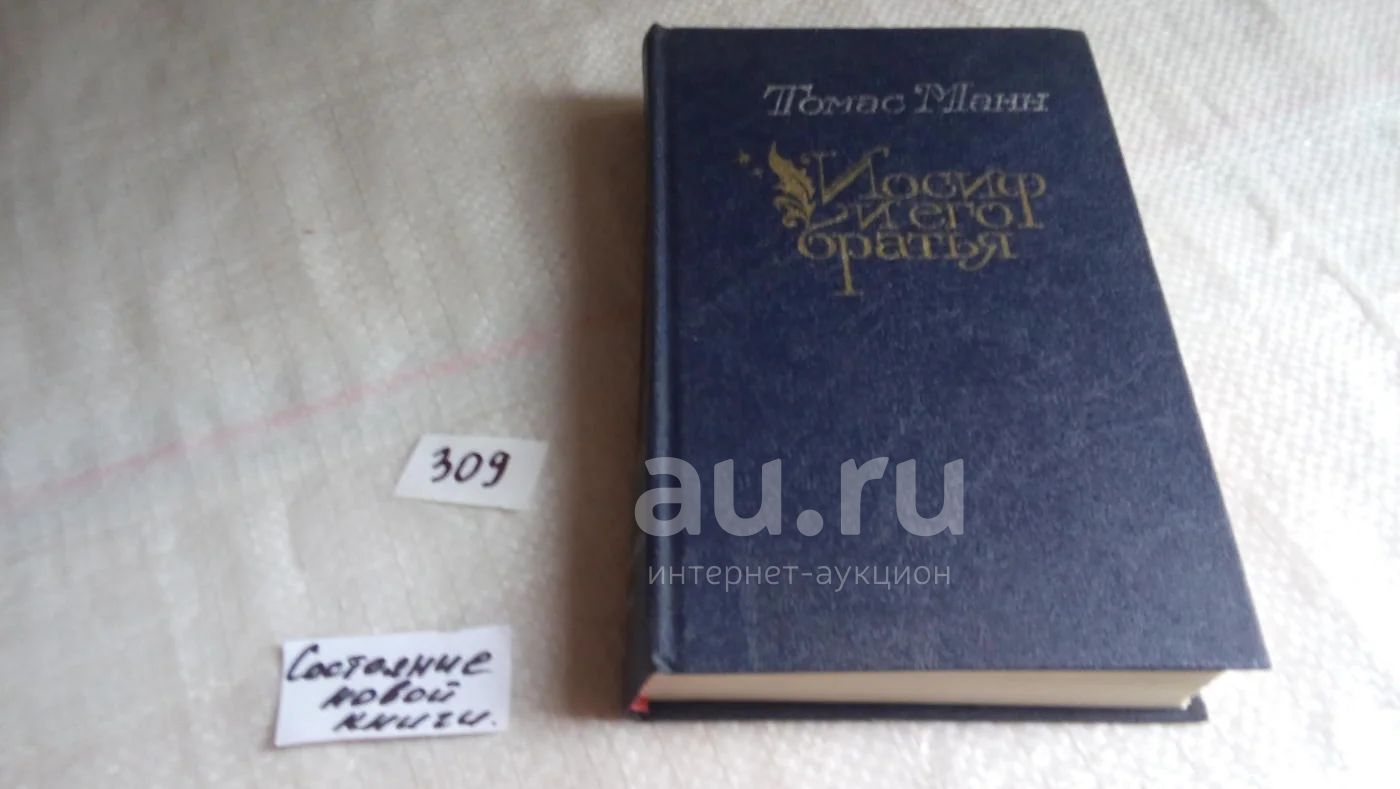 Томас Манн
Иосиф
и его
братья
309
au.ru
интернет-аукцион
Состояние
новой
книги.